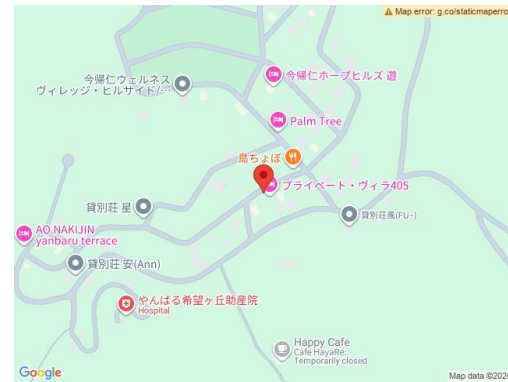 Map error: g.co/staticmaperro
今帰仁ウェルネス
ヴィレッジ・ヒルサイド/…
今帰仁ホープヒルズ 遊
Palm Tree
島ちょぼ
プライベート・ヴィラ405
貸別荘 星
貸別荘風(FU~)
AO NAKIJIN
yanbaru terrace
貸別荘 安(Ann)
やんばる希望ヶ丘助産院
Hospital
Happy Cafe
Cafe HayaRe:
Temporarily closed
Google
Map data ©2026